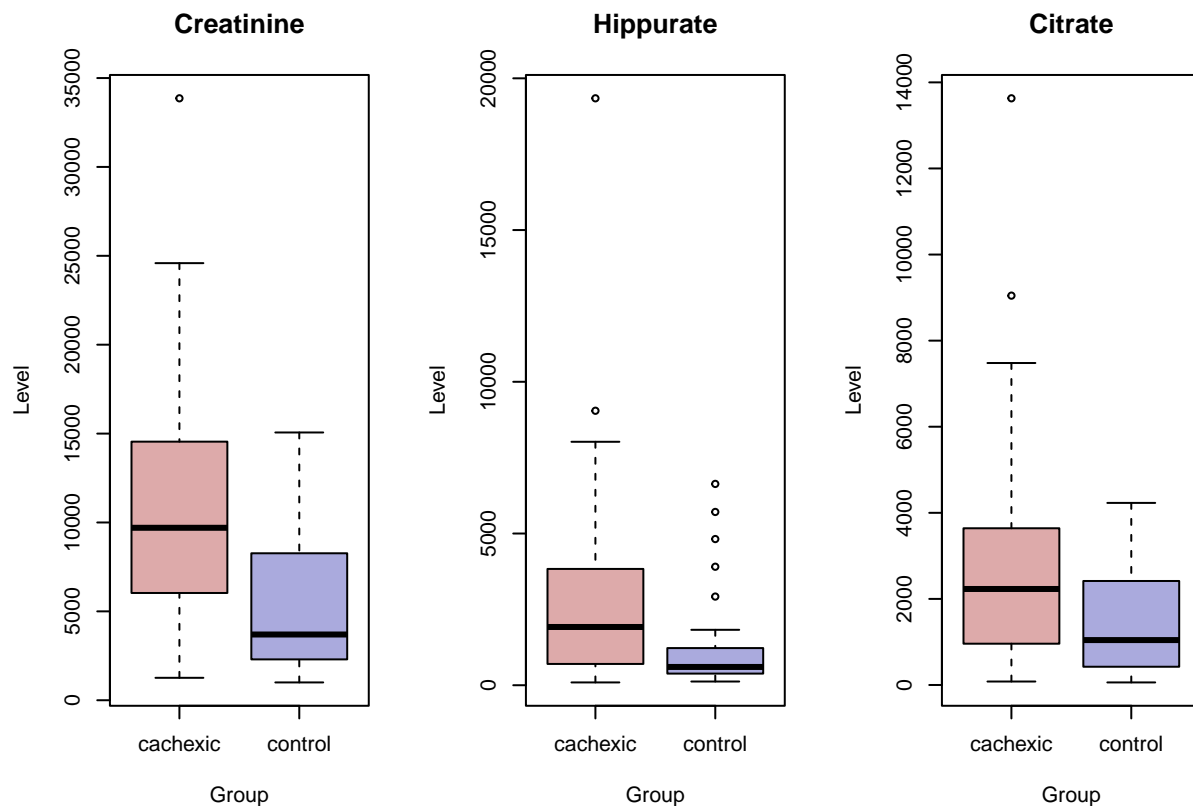 Creatinine
Level
35000
30000
25000
20000
15000
10000
5000
0
cachexic control
Group
Hippurate
Level
20000
15000
10000
5000
0
cachexic control
Group
Citrate
Level
14000
12000
10000
8000
6000
4000
2000
0
cachexic control
Group